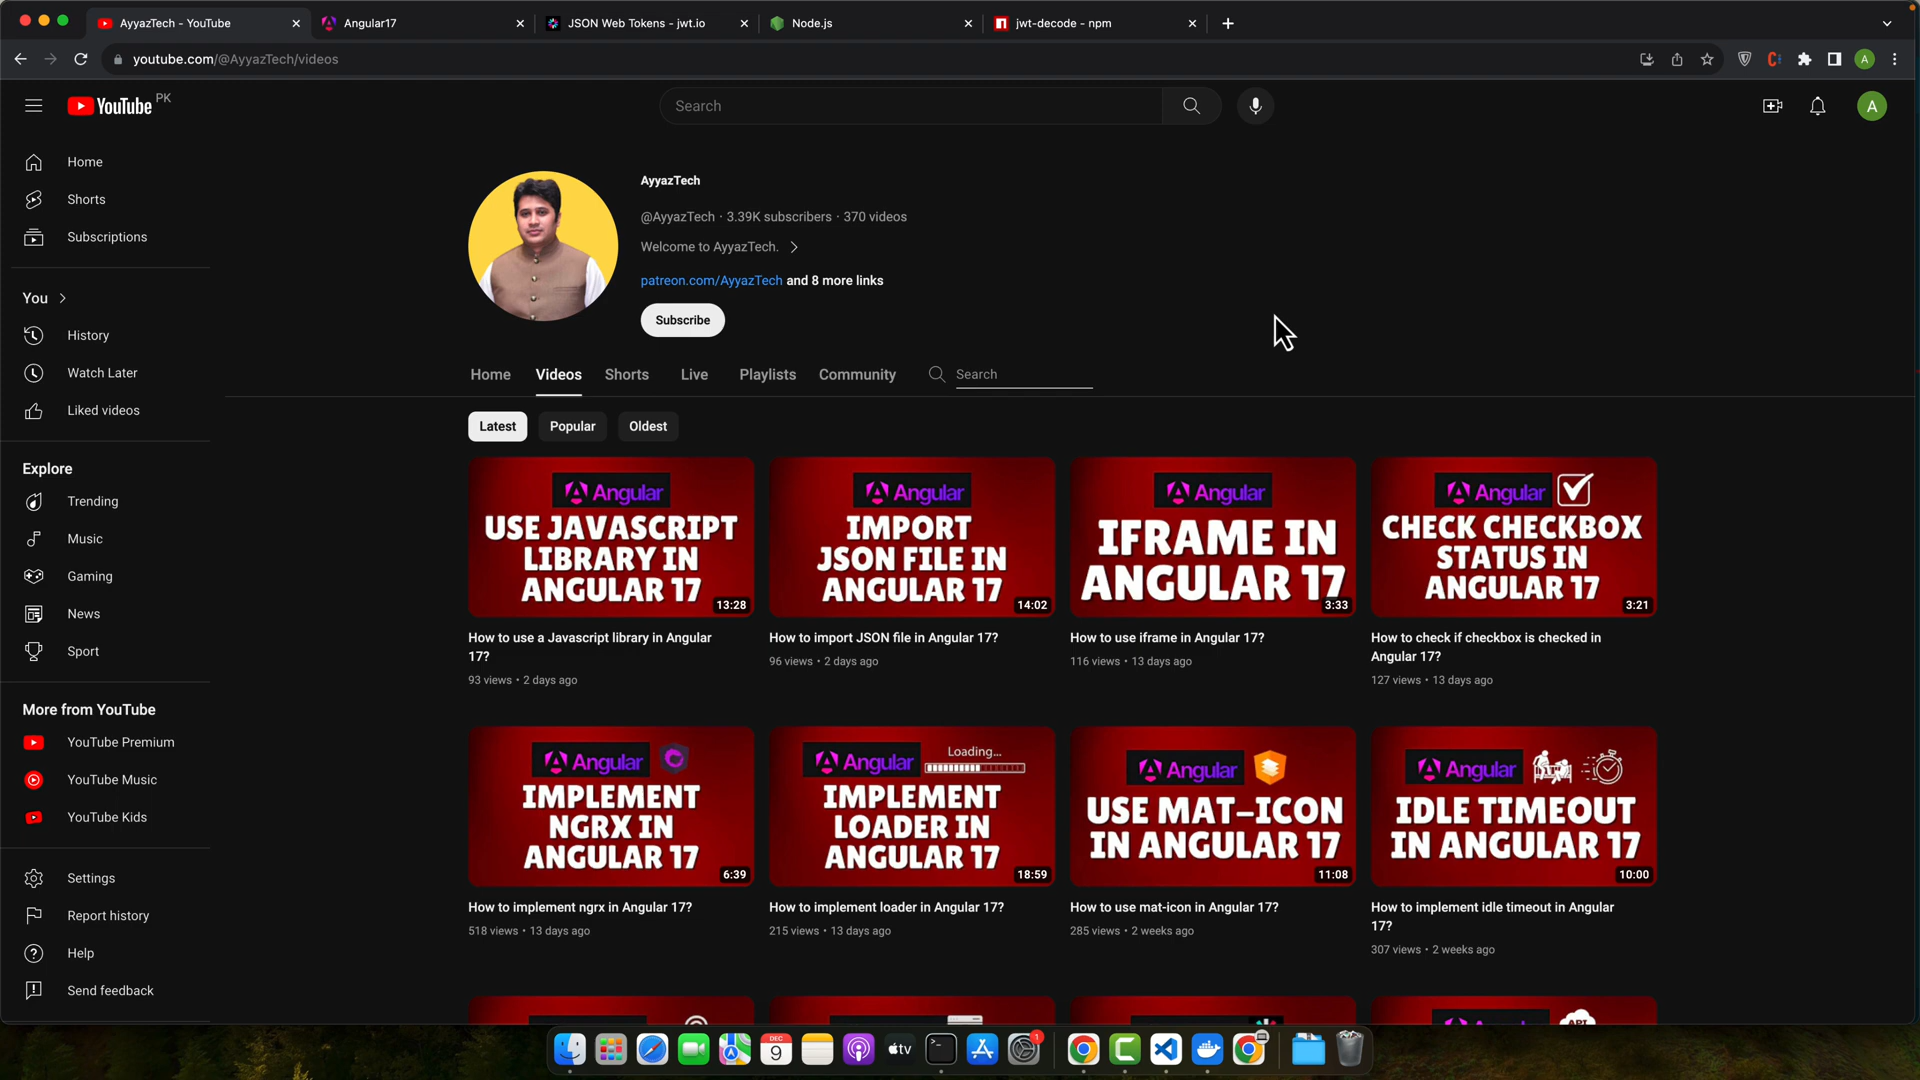 AyyazTech - YouTube
Angular17
JSON Web Tokens - jwt.io
Node.js
jwt-decode - npm
youtube.com/@AyyazTech/videos
A
YouTube PK
Search
A
Home
Shorts
Subscriptions
You
History
Watch Later
Liked videos
Explore
Trending
Music
Gaming
News
Sport
More from YouTube
YouTube Premium
YouTube Music
YouTube Kids
Settings
Report history
Help
Send feedback
AyyazTech
@AyyazTech · 3.39K subscribers · 370 videos
Welcome to AyyazTech.
patreon.com/AyyazTech and 8 more links
Subscribe
Home Videos Shorts Live Playlists Community Search
Latest Popular Oldest
Angular
USE JAVASCRIPT
LIBRARY IN
ANGULAR 17
13:28
How to use a Javascript library in Angular
17?
93 views • 2 days ago
Angular
IMPORT
JSON FILE IN
ANGULAR 17
14:02
How to import JSON file in Angular 17?
96 views • 2 days ago
Angular
IFRAME IN
ANGULAR 17
3:33
How to use iframe in Angular 17?
116 views • 13 days ago
Angular
CHECK CHECKBOX
STATUS IN
ANGULAR 17
3:21
How to check if checkbox is checked in
Angular 17?
127 views • 13 days ago
Angular
IMPLEMENT
NGRX IN
ANGULAR 17
6:39
How to implement ngrx in Angular 17?
518 views • 13 days ago
Angular
Loading...
IMPLEMENT
LOADER IN
ANGULAR 17
18:59
How to implement loader in Angular 17?
215 views • 13 days ago
Angular
USE MAT-ICON
IN ANGULAR 17
11:08
How to use mat-icon in Angular 17?
285 views • 2 weeks ago
Angular
IDLE TIMEOUT
IN ANGULAR 17
10:00
How to implement idle timeout in Angular
17?
307 views • 2 weeks ago
API
DEC
9
tv
1